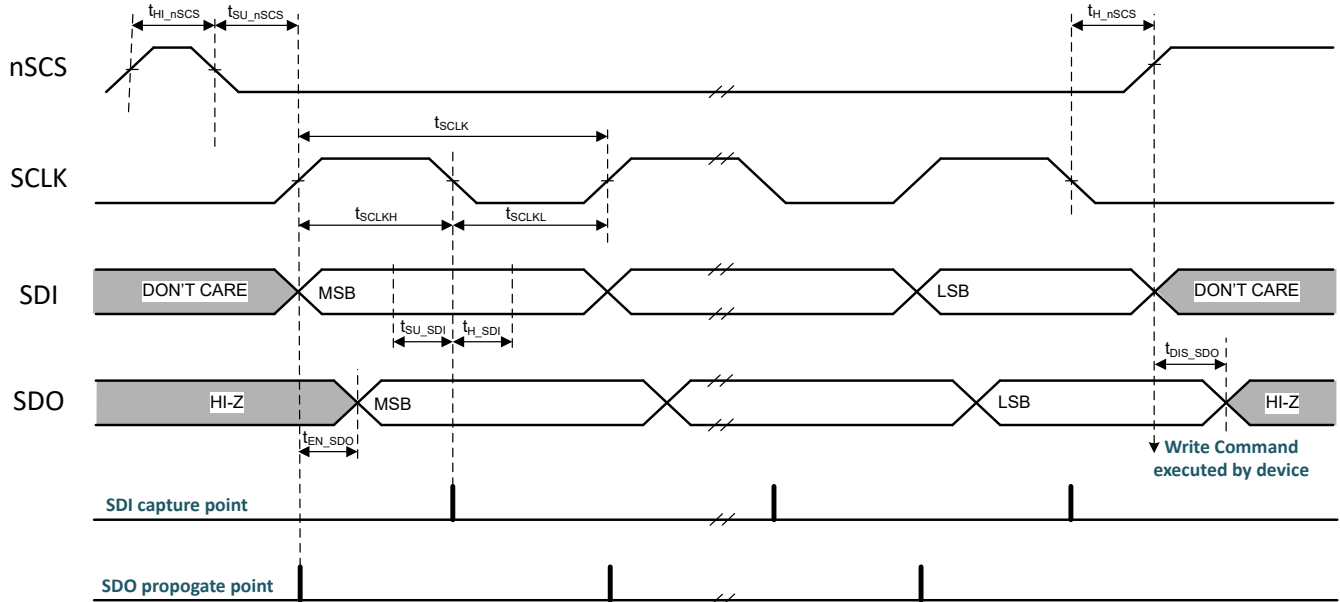 tHI_nSCS
tSU_nSCS
tH_nSCS
nSCS
tSCLK
SCLK
tSCLKH
tSCLKL
SDI
DON'T CARE
MSB
LSB
DON'T CARE
tSU_SDI
tH_SDI
tDIS_SDO
SDO
HI-Z
MSB
LSB
HI-Z
tEN_SDO
Write Command
executed by device
SDI capture point
SDO propogate point